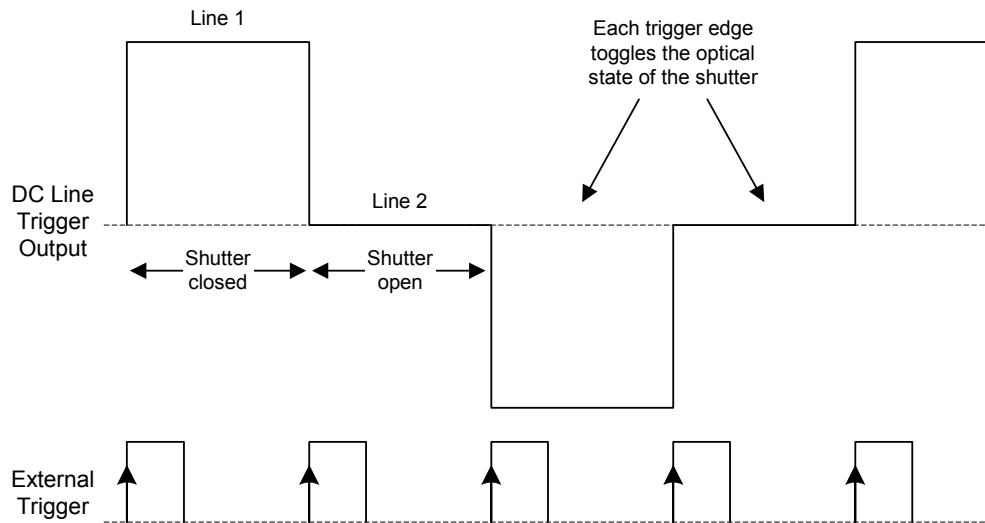 Line 1
Each trigger edge
toggles the optical
state of the shutter
DC Line
Trigger
Output
Line 2
Shutter
closed
Shutter
open
External
Trigger